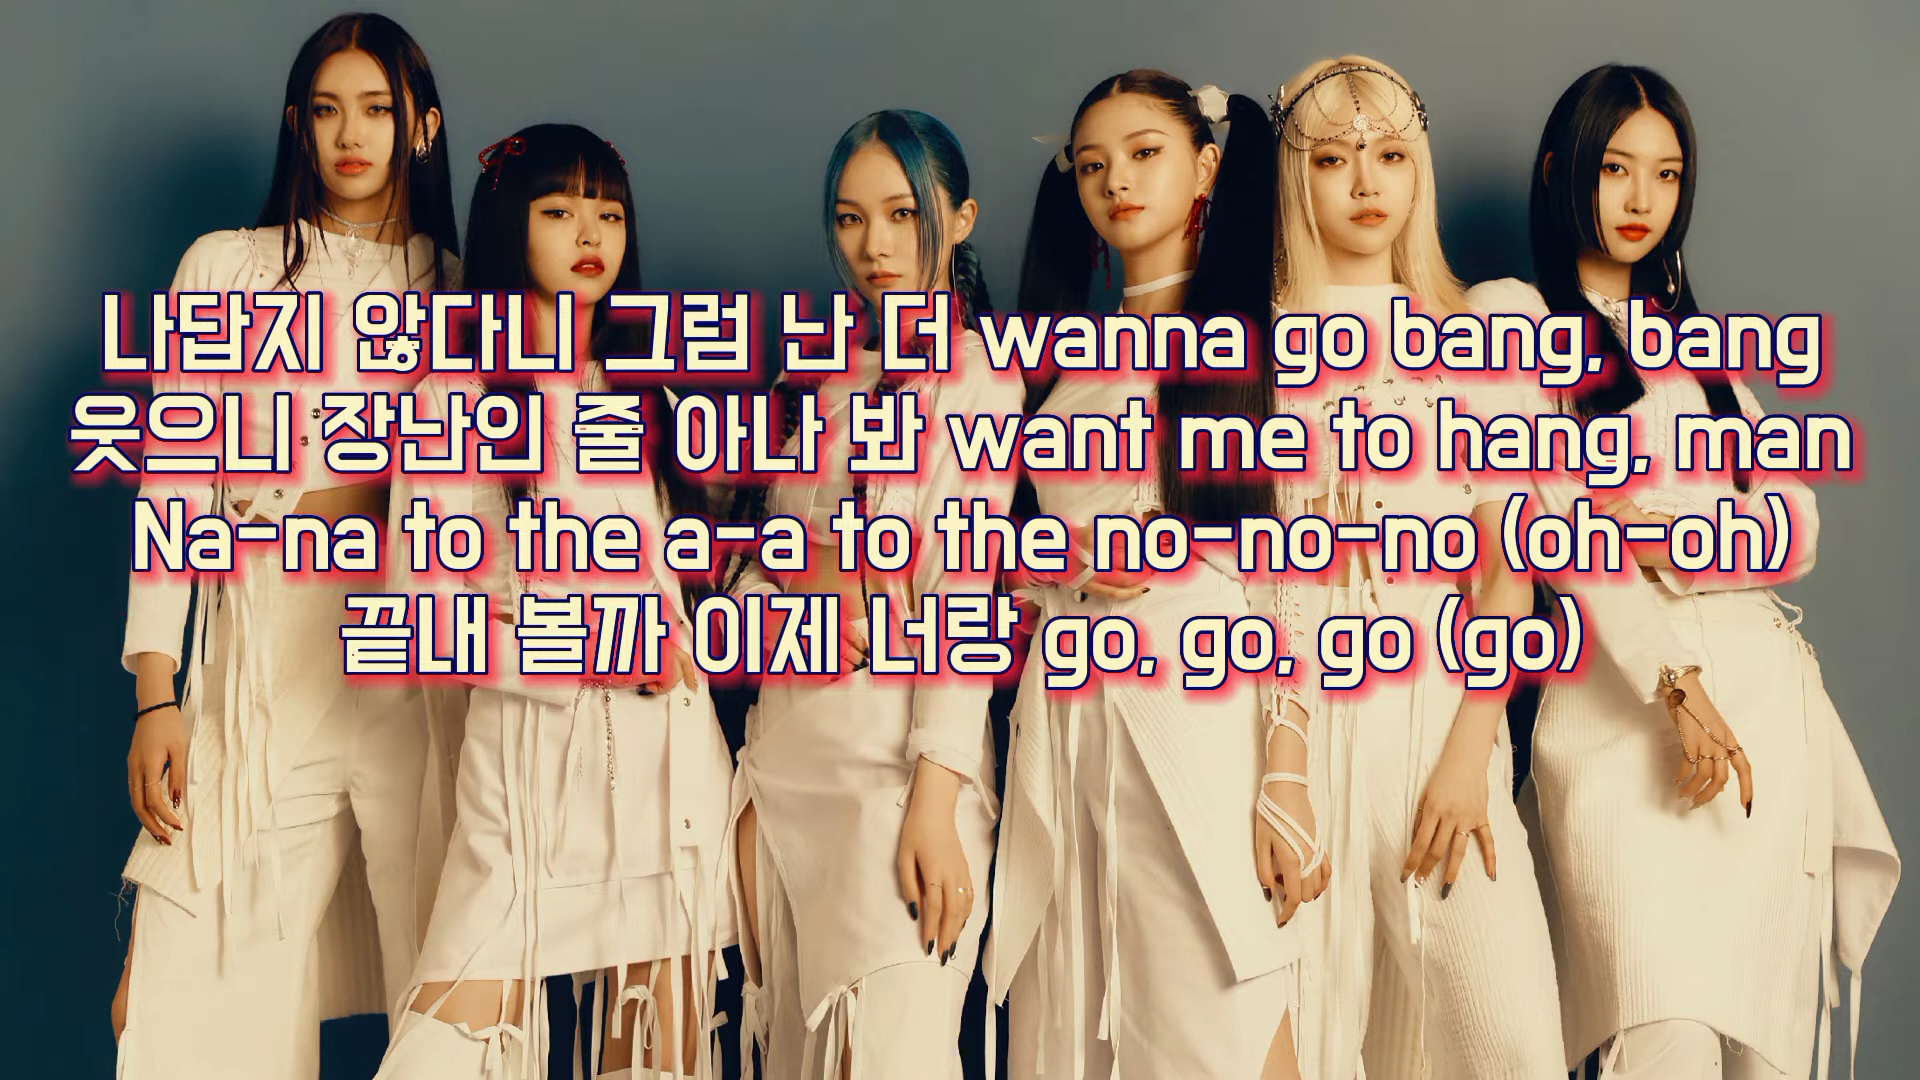 나답지 않다니 그럼 난 더 wanna go bang, bang
웃으니 장난인 줄 아나 봐 want me to hang, man
Na-na to the a-a to the no-no-no (oh-oh)
끝내 볼까 이제 너랑 go, go, go (go)